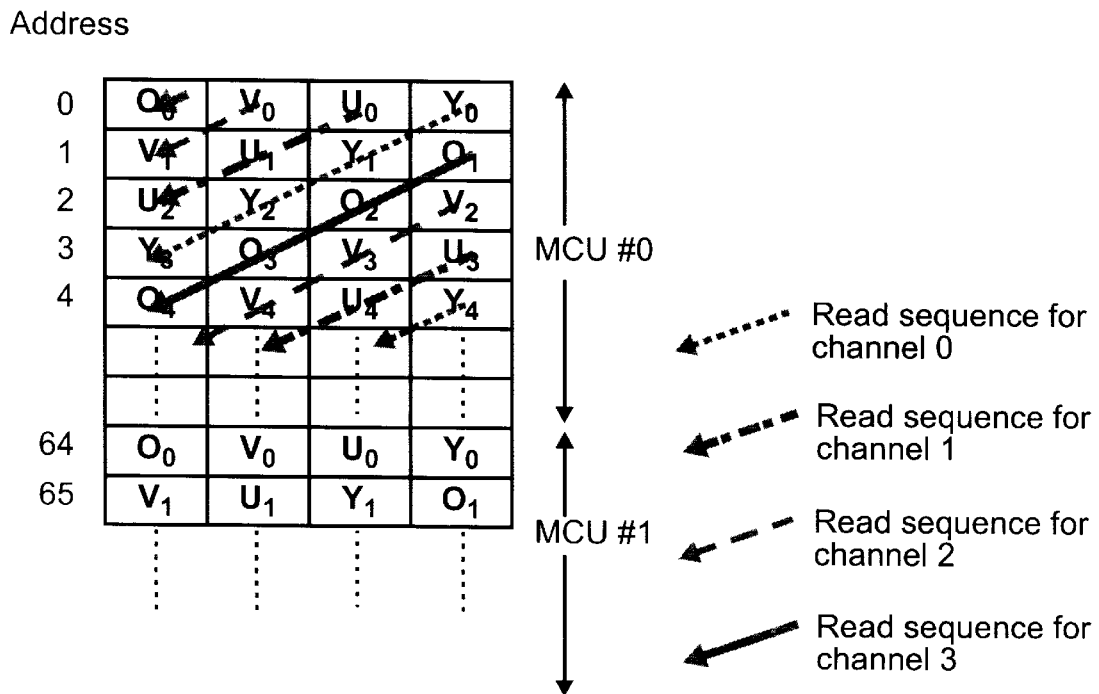 Address
0 O₀ V₀ U₀ Y₀
1 V₁ U₁ Y₁ O₁
2 U₂ Y₂ O₂ V₂
3 Y₃ O₃ V₃ U₃
4 O₄ V₄ U₄ Y₄
MCU #0
64 O₀ V₀ U₀ Y₀
65 V₁ U₁ Y₁ O₁
MCU #1
Read sequence for
channel 0
Read sequence for
channel 1
Read sequence for
channel 2
Read sequence for
channel 3